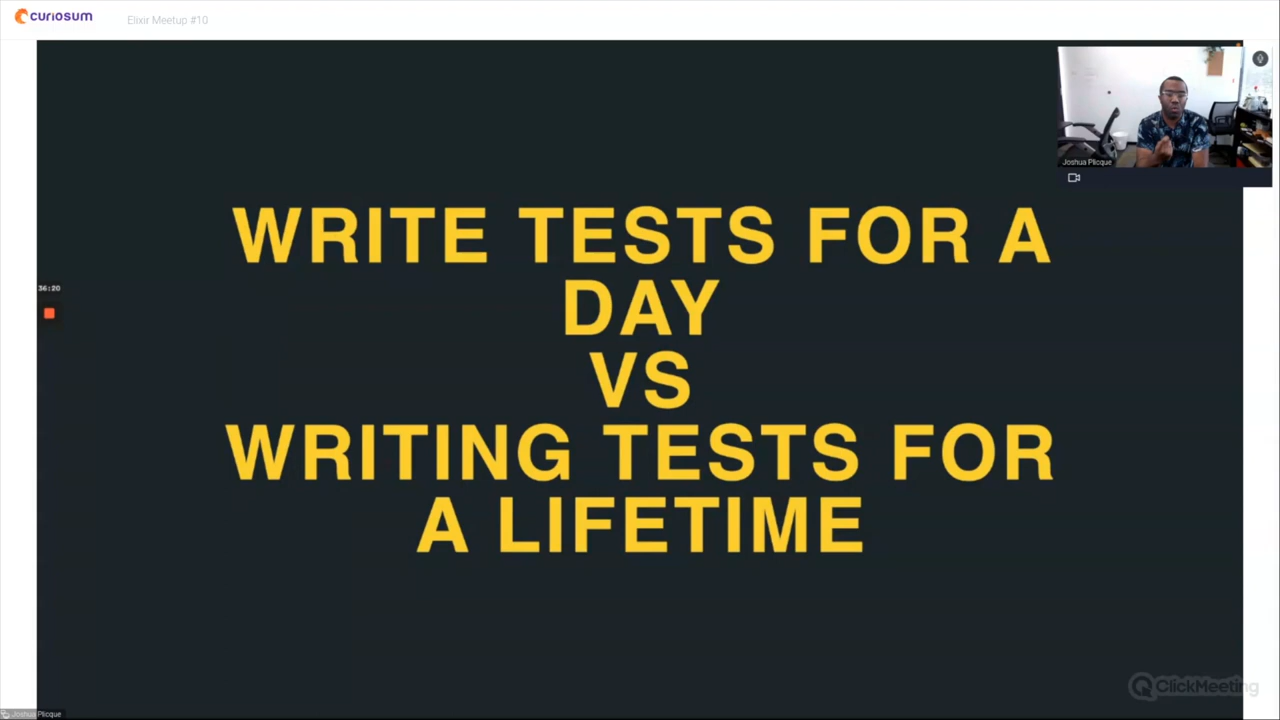 curiosum
Elixir Meetup #10
Joshua Plicque
WRITE TESTS FOR A
DAY
VS
WRITING TESTS FOR
A LIFETIME
36:20
ClickMeeting
Joshua Plicque